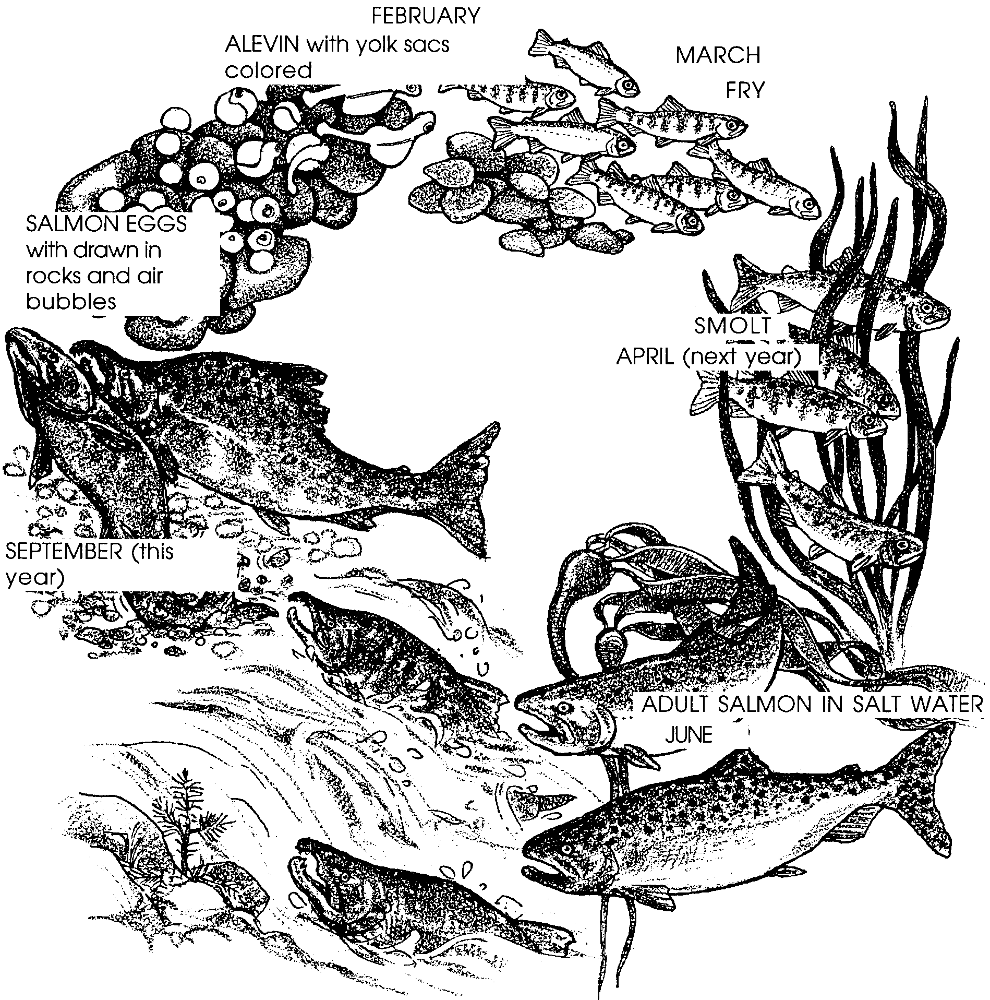 FEBRUARY
ALEVIN with yolk sacs
colored
MARCH
FRY
SALMON EGGS
with drawn in
rocks and air
bubbles
SMOLT
APRIL (next year)
SEPTEMBER (this
year)
ADULT SALMON IN SALT WATER
JUNE